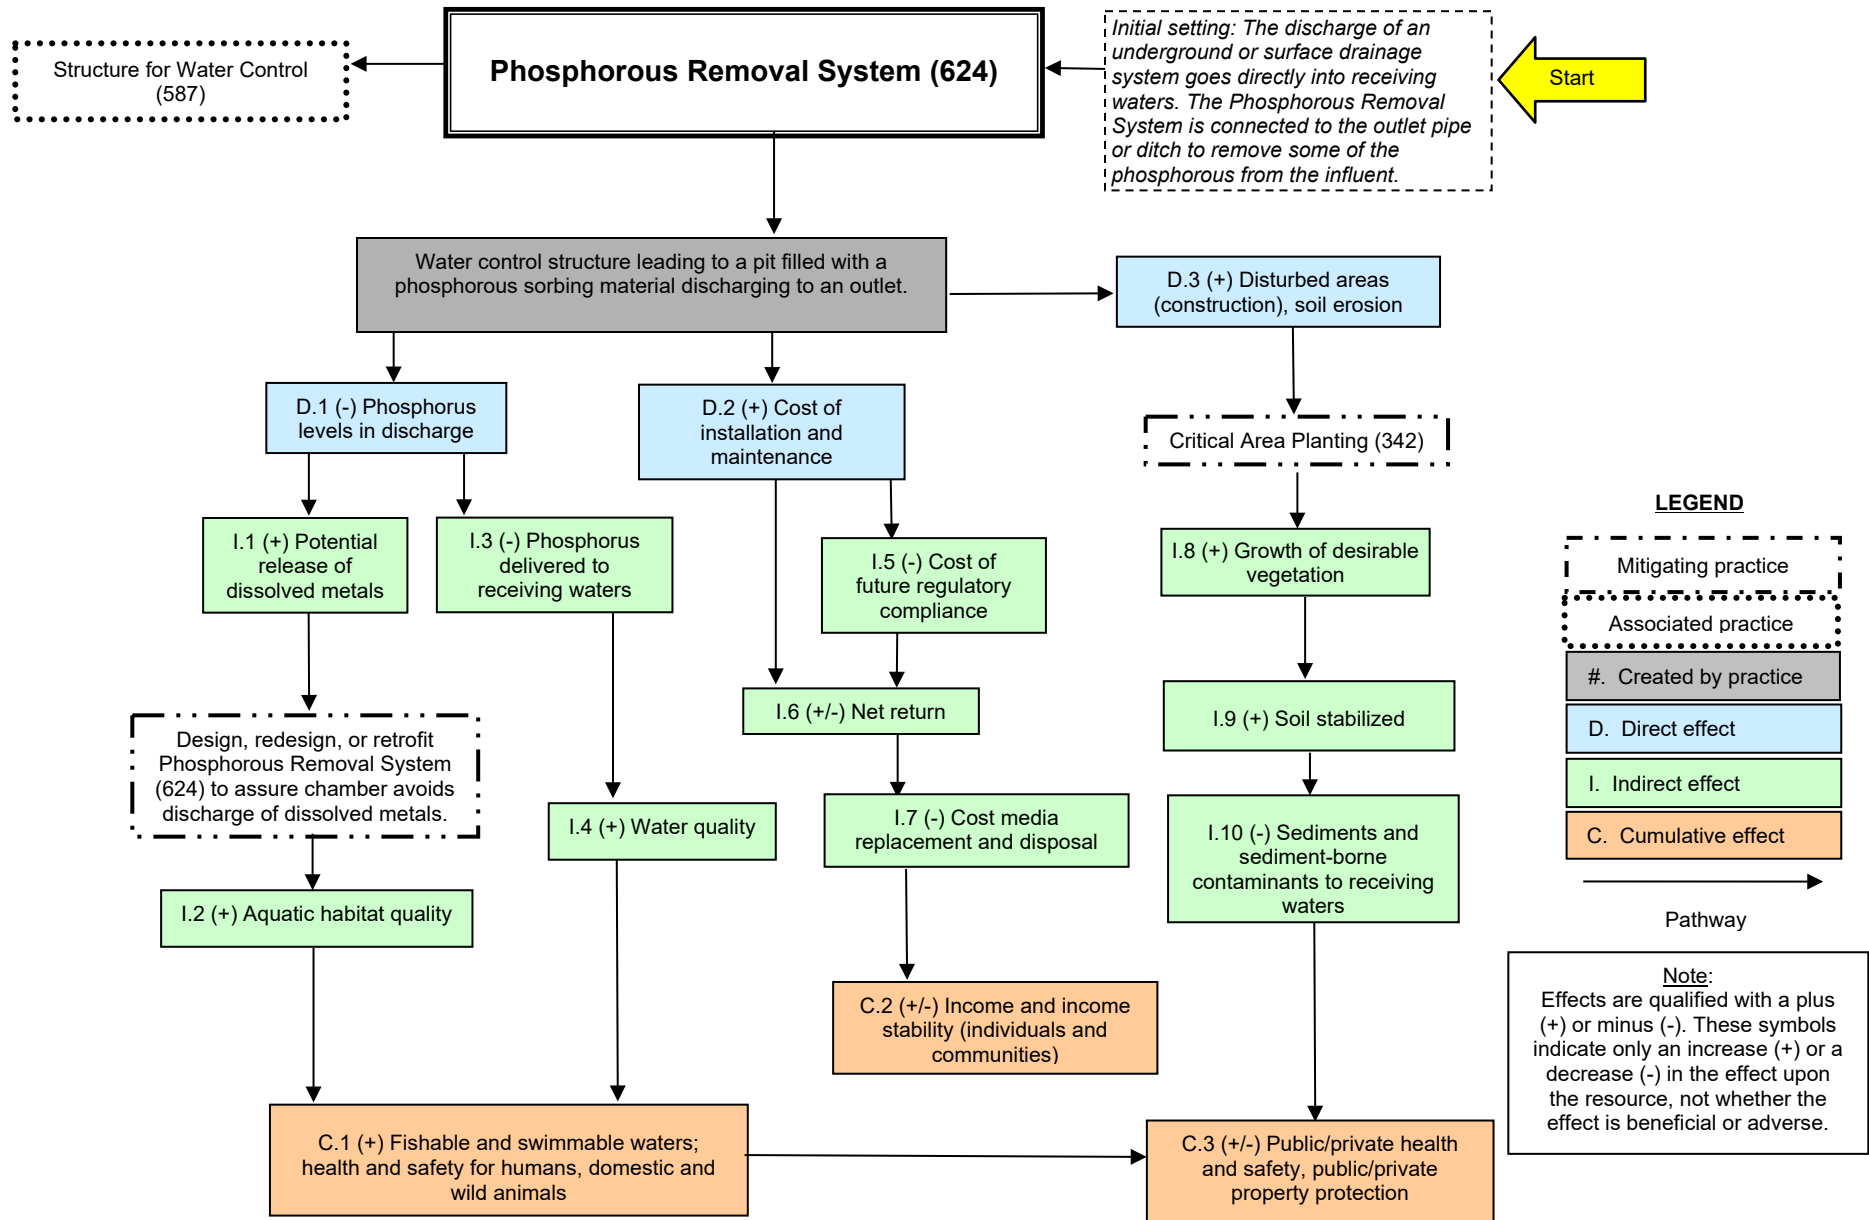 Structure for Water Control
(587)
Phosphorous Removal System (624)
Initial setting: The discharge of an
underground or surface drainage
system goes directly into receiving
waters. The Phosphorous Removal
System is connected to the outlet pipe
or ditch to remove some of the
phosphorous from the influent.
Start
Water control structure leading to a pit filled with a
phosphorous sorbing material discharging to an outlet.
D.3 (+) Disturbed areas
(construction), soil erosion
D.1 (-) Phosphorus
levels in discharge
D.2 (+) Cost of
installation and
maintenance
Critical Area Planting (342)
I.1 (+) Potential
release of
dissolved metals
I.3 (-) Phosphorus
delivered to
receiving waters
I.5 (-) Cost of
future regulatory
compliance
I.8 (+) Growth of desirable
vegetation
Design, redesign, or retrofit
Phosphorous Removal System
(624) to assure chamber avoids
discharge of dissolved metals.
I.6 (+/-) Net return
I.9 (+) Soil stabilized
I.4 (+) Water quality
I.7 (-) Cost media
replacement and disposal
I.10 (-) Sediments and
sediment-borne
contaminants to receiving
waters
I.2 (+) Aquatic habitat quality
C.2 (+/-) Income and income
stability (individuals and
communities)
C.1 (+) Fishable and swimmable waters;
health and safety for humans, domestic and
wild animals
C.3 (+/-) Public/private health
and safety, public/private
property protection
LEGEND
Mitigating practice
Associated practice
#. Created by practice
D. Direct effect
I. Indirect effect
C. Cumulative effect
Pathway
Note:
Effects are qualified with a plus
(+) or minus (-). These symbols
indicate only an increase (+) or a
decrease (-) in the effect upon
the resource, not whether the
effect is beneficial or adverse.